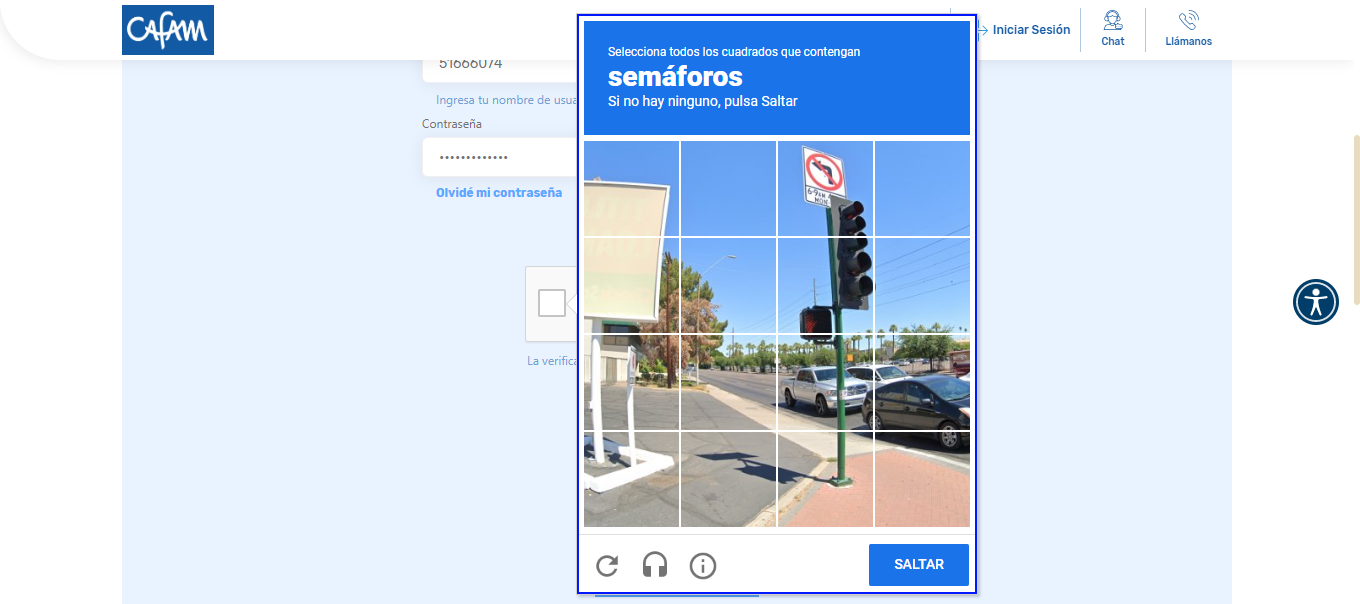 CAFAM
Iniciar Sesión
Chat
Llámanos
51666074
Ingresa tu nombre de usua
Contraseña
•••••••••••••
Olvidé mi contraseña
La verifica
Selecciona todos los cuadrados que contengan
semáforos
Si no hay ninguno, pulsa Saltar
6-9AM
MON
SALTAR